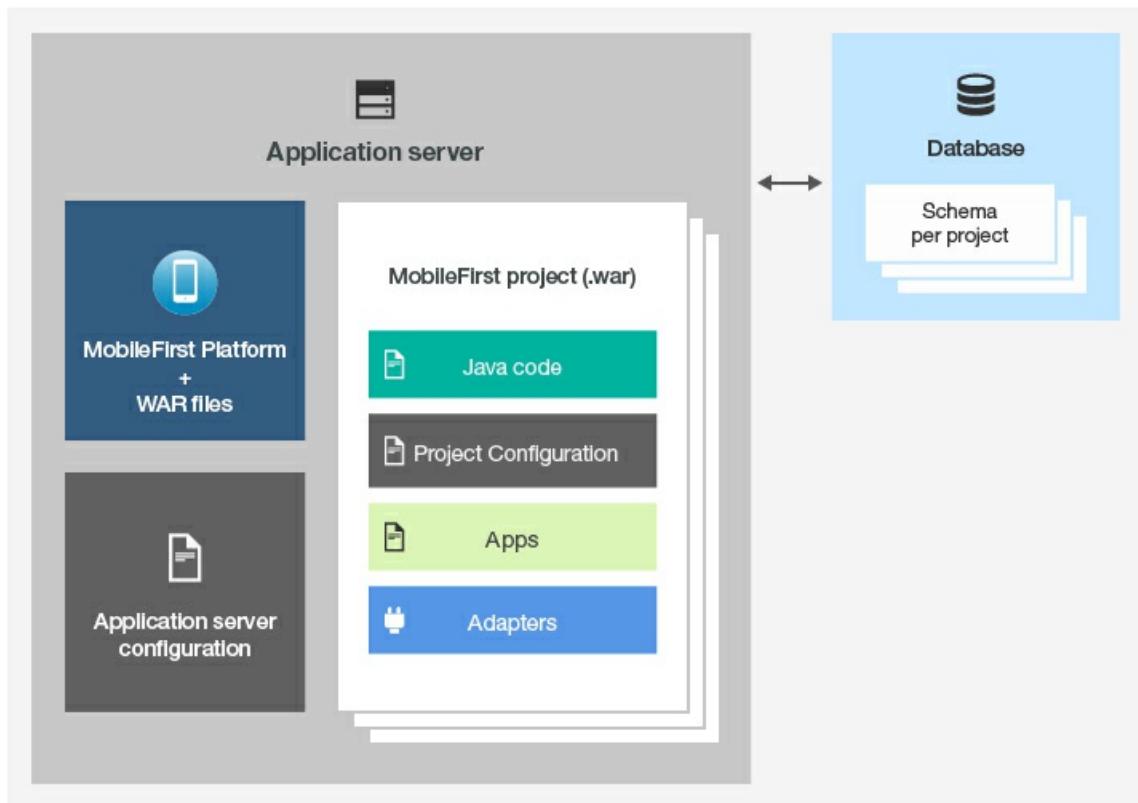 Application server
MobileFirst Platform
+
WAR files
Application server
configuration
MobileFirst project (.war)
Java code
Project Configuration
Apps
Adapters
Database
Schema
per project